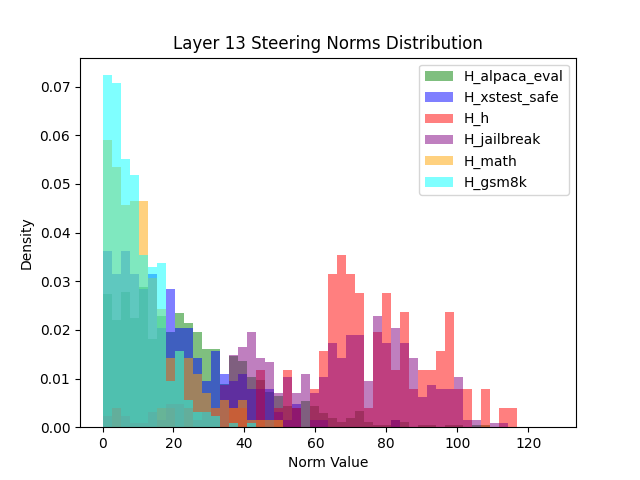 Layer 13 Steering Norms Distribution
H_alpaca_eval
H_xstest_safe
H_h
H_jailbreak
H_math
H_gsm8k
Density
0.07
0.06
0.05
0.04
0.03
0.02
0.01
0.00
0 20 40 60 80 100 120
Norm Value